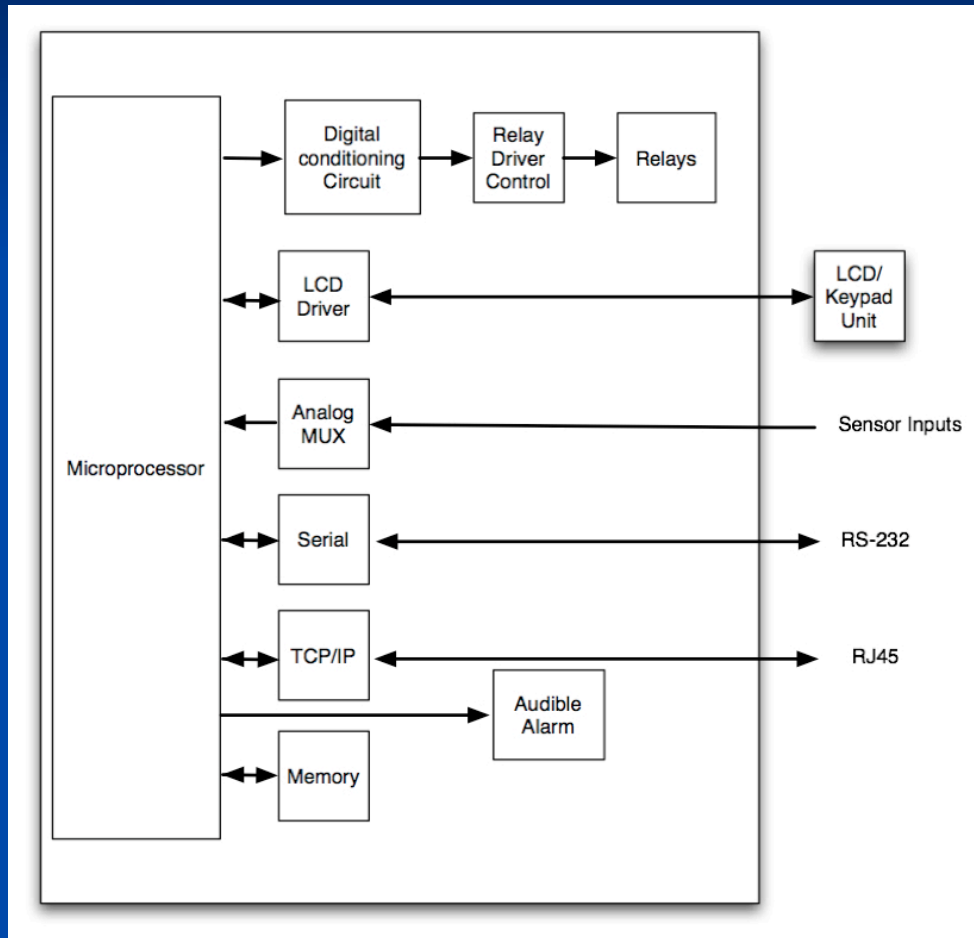 Digital
conditioning
Circuit
Relay
Driver
Control
Relays
LCD
Driver
LCD/
Keypad
Unit
Analog
MUX
Sensor Inputs
Microprocessor
Serial
RS-232
TCP/IP
RJ45
Audible
Alarm
Memory